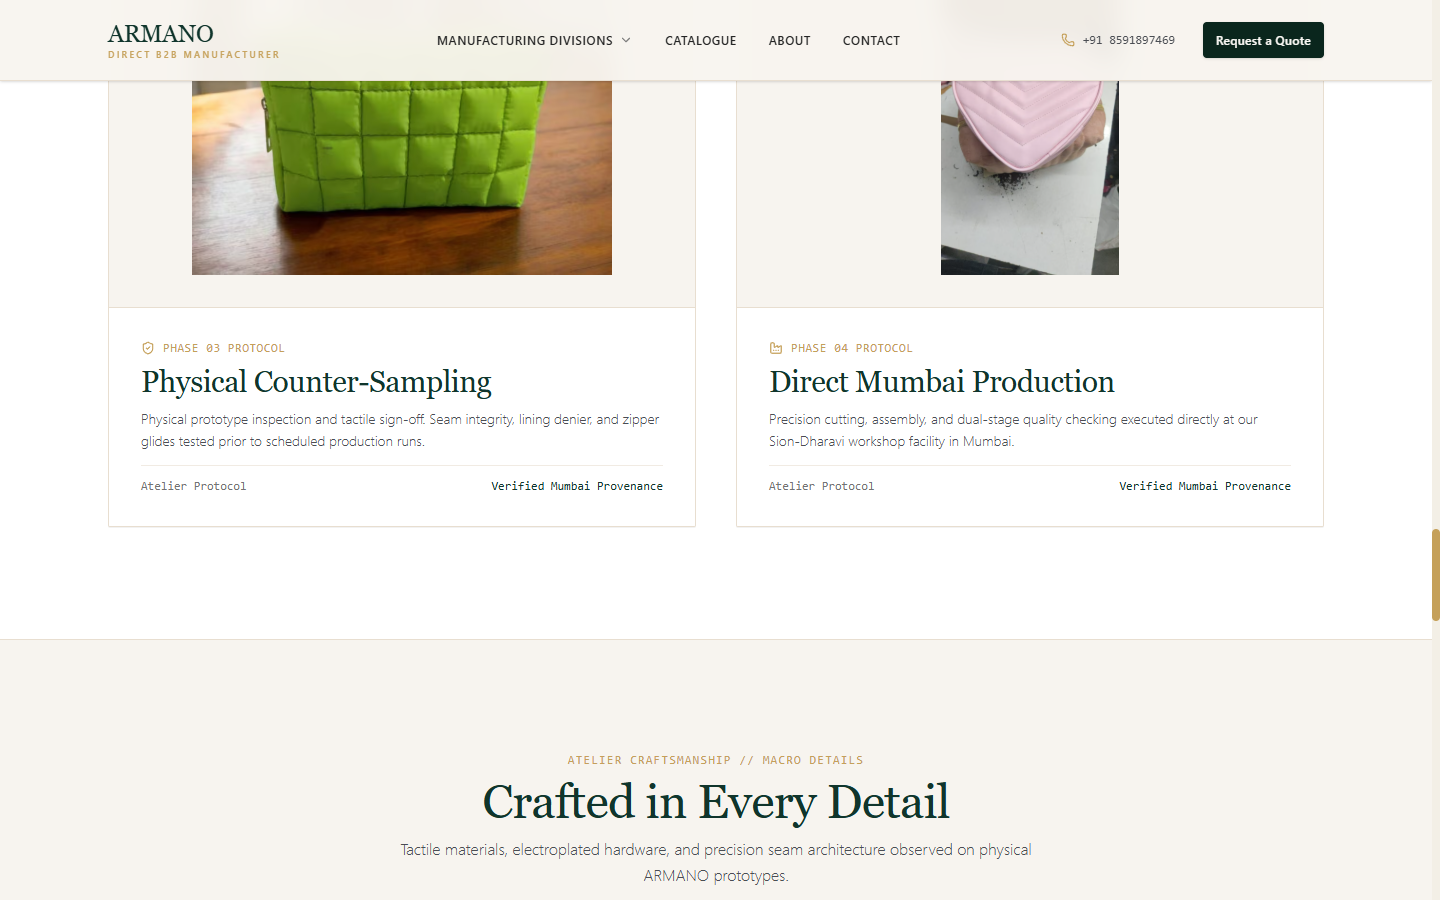 ARMANO
DIRECT B2B MANUFACTURER
MANUFACTURING DIVISIONS
CATALOGUE
ABOUT
CONTACT
+91 8591897469
Request a Quote
PHASE 03 PROTOCOL
Physical Counter-Sampling
Physical prototype inspection and tactile sign-off. Seam integrity, lining denier, and zipper
glides tested prior to scheduled production runs.
Atelier Protocol
Verified Mumbai Provenance
PHASE 04 PROTOCOL
Direct Mumbai Production
Precision cutting, assembly, and dual-stage quality checking executed directly at our
Sion-Dharavi workshop facility in Mumbai.
Atelier Protocol
Verified Mumbai Provenance
ATELIER CRAFTSMANSHIP // MACRO DETAILS
Crafted in Every Detail
Tactile materials, electroplated hardware, and precision seam architecture observed on physical
ARMANO prototypes.